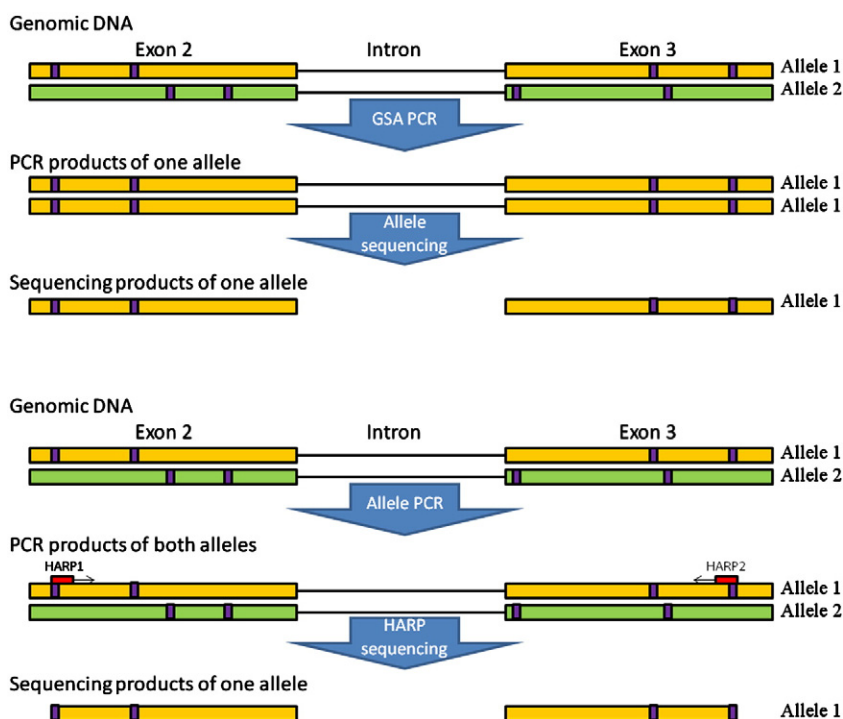 Genomic DNA
Exon 2 Intron Exon 3
Allele 1
Allele 2
GSA PCR
PCR products of one allele
Allele 1
Allele 1
Allele
sequencing
Sequencing products of one allele
Allele 1
Genomic DNA
Exon 2 Intron Exon 3
Allele 1
Allele 2
Allele PCR
PCR products of both alleles
HARP1 HARP2
Allele 1
Allele 2
HARP
sequencing
Sequencing products of one allele
Allele 1